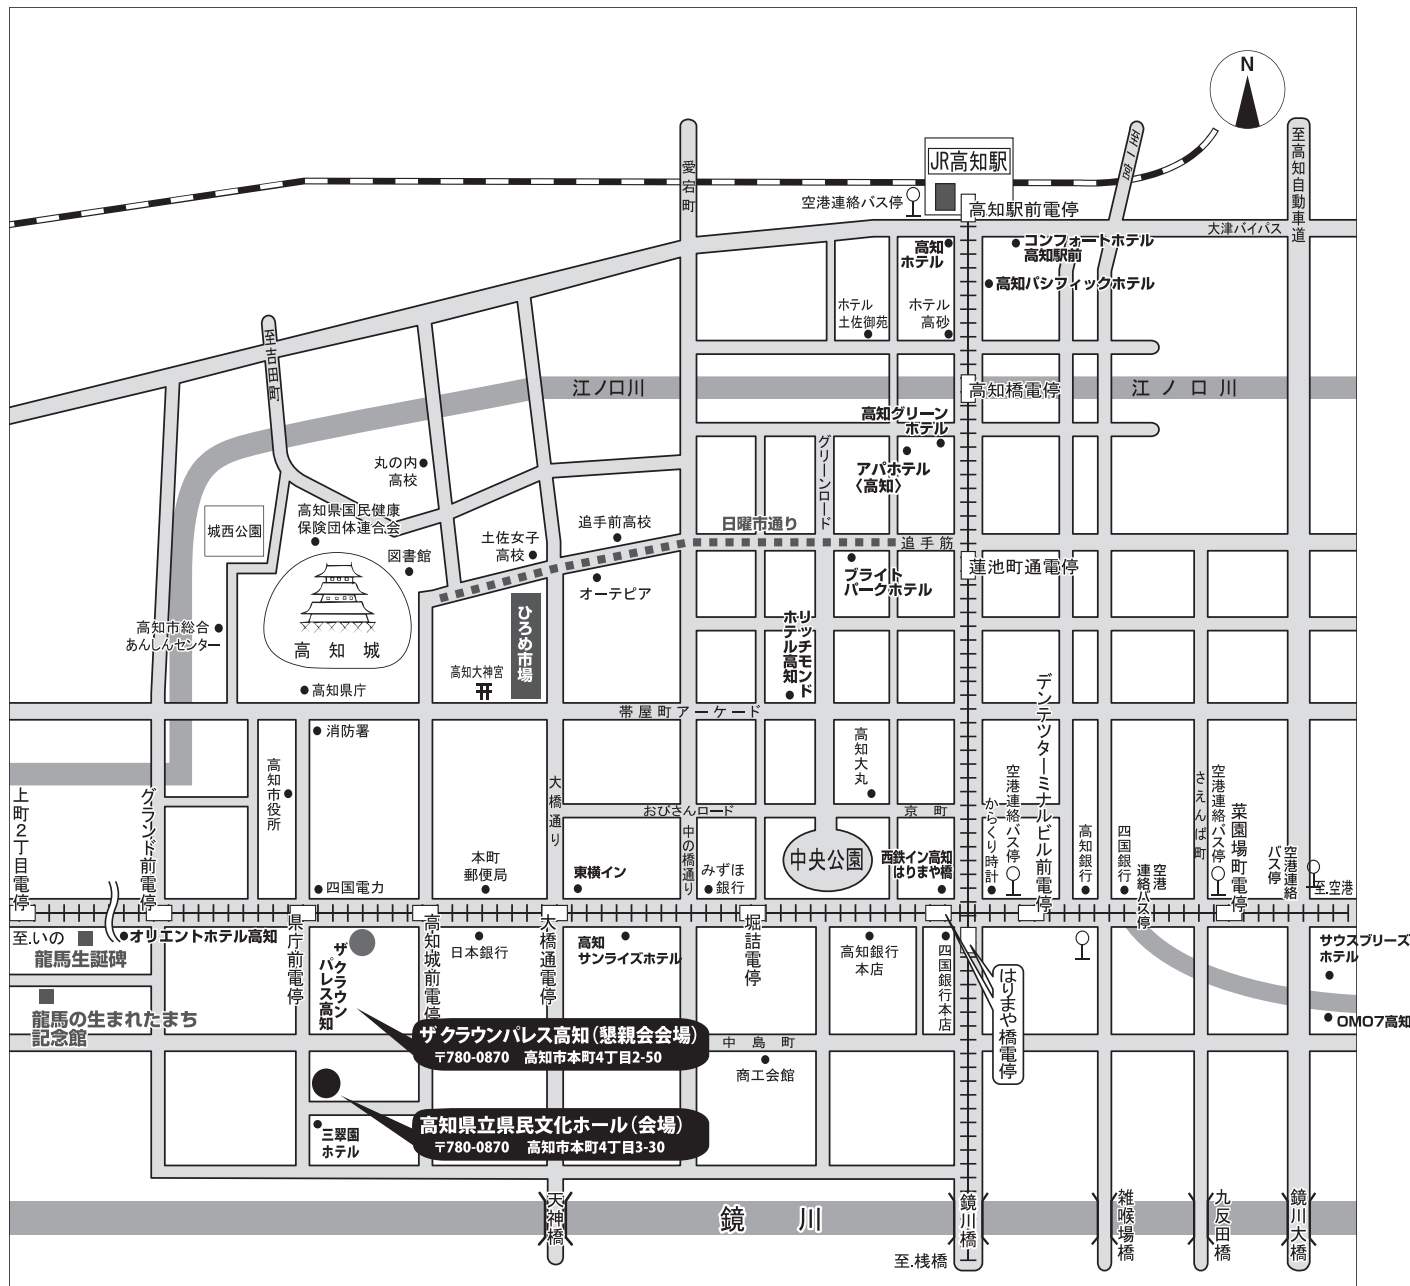 N
JR高知駅
愛宕町
至一宮
至高知自動車道
空港連絡バス停
高知駅前電停
大津バイパス
高知
ホテル
コンフォートホテル
高知駅前
高知パシフィックホテル
ホテル
土佐御苑
ホテル
高砂
至吉田町
江ノ口川
高知橋電停
江ノ口川
高知グリーン
ホテル
グリーンロード
アパホテル
〈高知〉
丸の内
高校
城西公園
高知県国民健康
保険団体連合会
図書館
土佐女子
高校
追手前高校
日曜市通り
追手筋
オーテピア
ブライト
パークホテル
蓮池町通電停
高知市総合
あんしんセンター
高知城
ひろめ市場
リッチモンド
ホテル高知
高知大神宮
高知県庁
帯屋町アーケード
デンテツターミナルビル前電停
消防署
高知市役所
大橋通り
高知大丸
上町2丁目電停
グランド前電停
おびさんロード
京町
からくり時計
空港連絡バス停
さえんば町
空港連絡バス停
菜園場町電停
中の橋通り
中央公園
西鉄イン高知
はりまや橋
高知銀行
四国銀行
空港
連絡バス停
空港連絡
バス停
至.空港
四国電力
本町
郵便局
東横イン
みずほ
銀行
至.いの
龍馬生誕碑
オリエントホテル高知
県庁前電停
ザ クラウン
パレス高知
高知城前電停
日本銀行
大橋通電停
高知
サンライズホテル
堀詰電停
高知銀行
本店
四国銀行本店
はりまや橋電停
サウスブリーズ
ホテル
OMO7高知
龍馬の生まれたまち
記念館
ザ クラウンパレス高知（懇親会会場）
〒780-0870 高知市本町4丁目2-50
中島町
商工会館
高知県立県民文化ホール（会場）
〒780-0870 高知市本町4丁目3-30
三翠園
ホテル
天神橋
鏡川
鏡川橋
至.桟橋
雑喉場橋
九反田橋
鏡川大橋